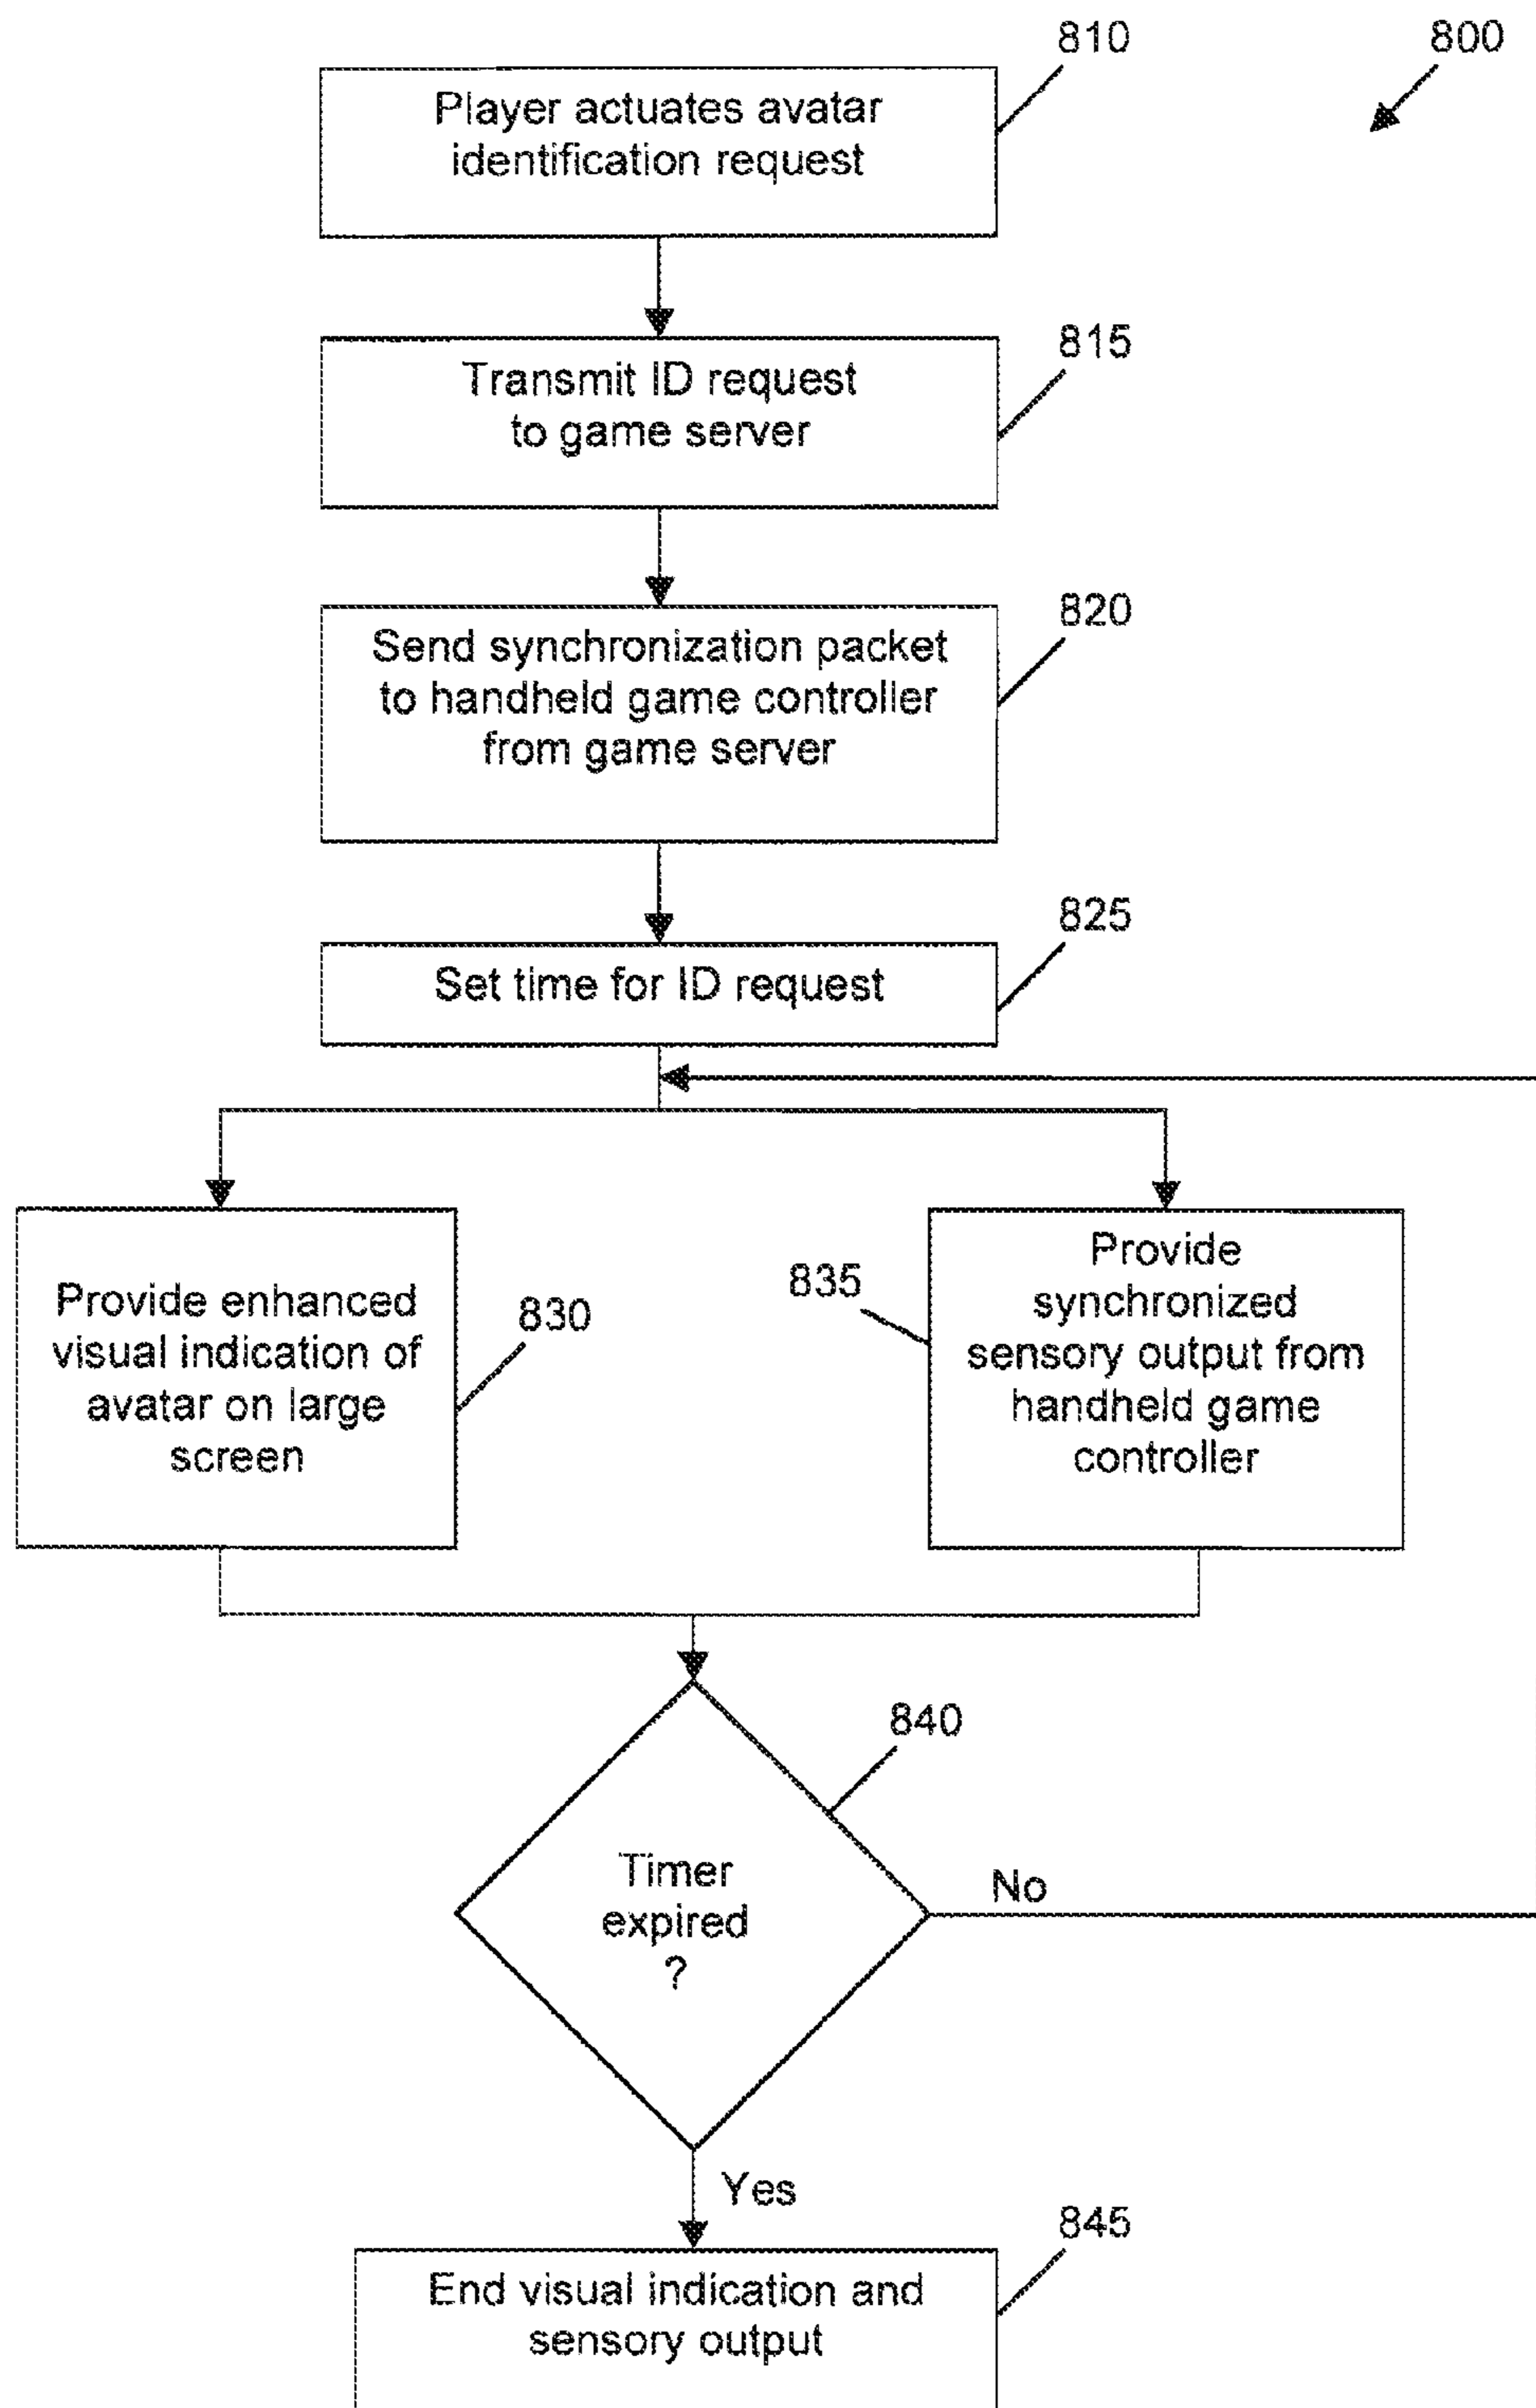 810
800
Player actuates avatar
identification request
815
Transmit ID request
to game server
820
Send synchronization packet
to handheld game controller
from game server
825
Set time for ID request
Provide enhanced
visual indication of
avatar on large
screen
830
835
Provide
synchronized
sensory output from
handheld game
controller
840
Timer
expired
?
No
Yes
845
End visual indication and
sensory output